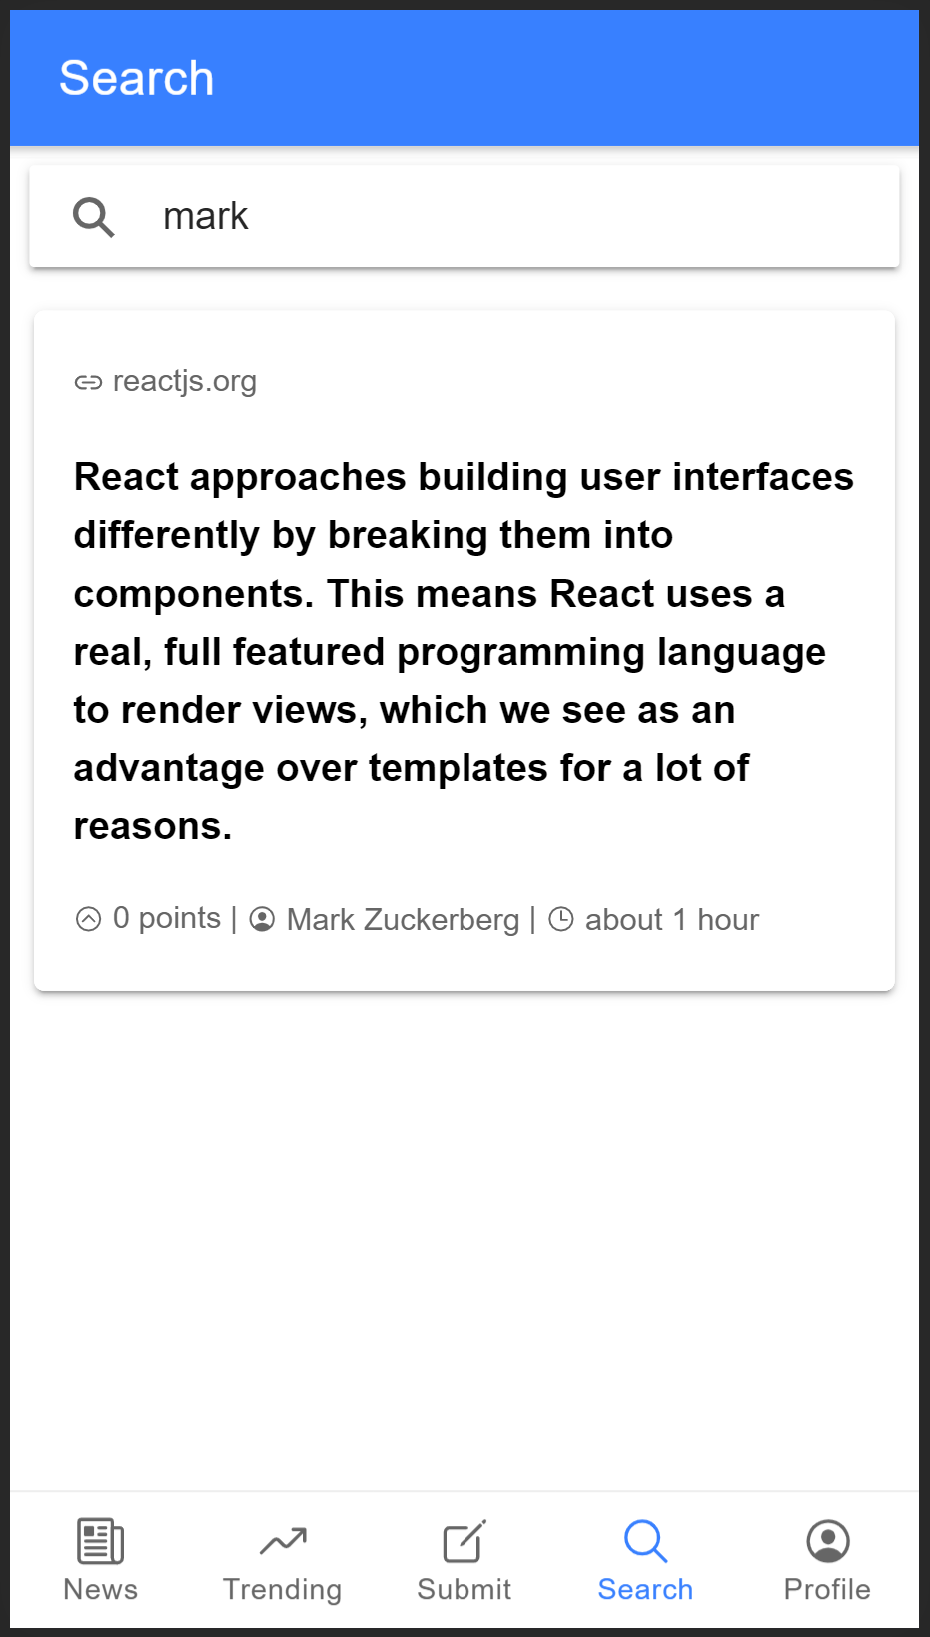 Search
mark
reactjs.org
React approaches building user interfaces
differently by breaking them into
components. This means React uses a
real, full featured programming language
to render views, which we see as an
advantage over templates for a lot of
reasons.
0 points | Mark Zuckerberg | about 1 hour
News Trending Submit Search Profile